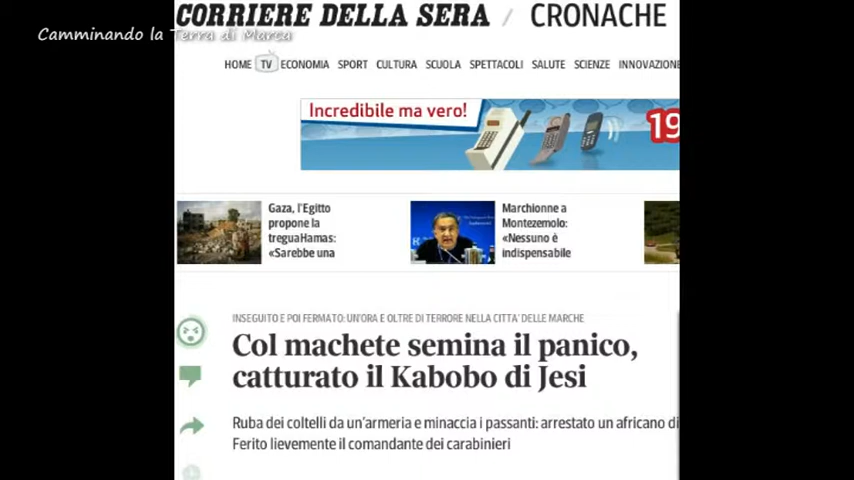 CORRIERE DELLA SERA / CRONACHE
Camminando la Terra di Marca
HOME TV ECONOMIA SPORT CULTURA SCUOLA SPETTACOLI SALUTE SCIENZE INNOVAZIONE
Incredibile ma vero!
19
Gaza, l'Egitto
propone la
treguaHamas:
«Sarebbe una
Marchionne a
Montezemolo:
«Nessuno è
indispensabile
INSEGUITO E POI FERMATO: UN'ORA E OLTRE DI TERRORE NELLA CITTA' DELLE MARCHE
Col machete semina il panico,
catturato il Kabobo di Jesi
Ruba dei coltelli da un'armeria e minaccia i passanti: arrestato un africano di
Ferito lievemente il comandante dei carabinieri